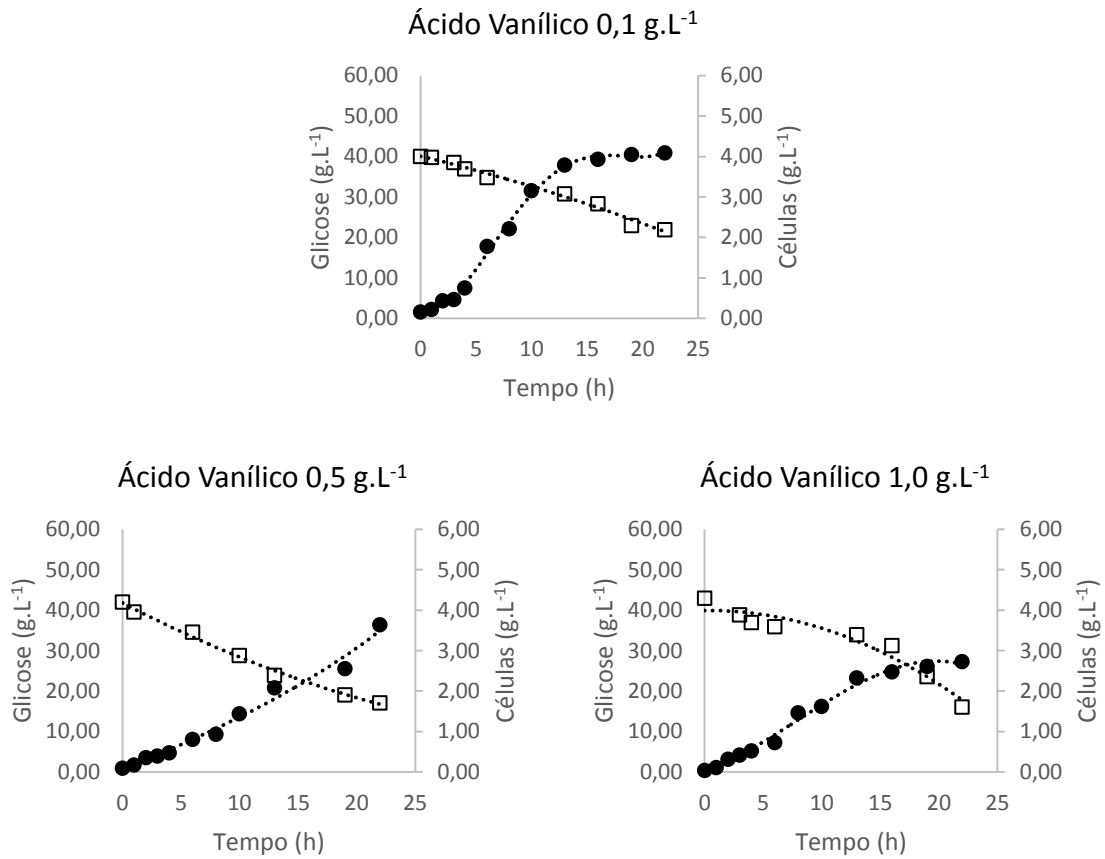 Ácido Vanílico 0,1 g.L-1
60,00
50,00
40,00
30,00
20,00
10,00
0,00
Glicose (g.L-1)
6,00
5,00
4,00
3,00
2,00
1,00
0,00
Células (g.L-1)
0 5 10 15 20 25
Tempo (h)
Ácido Vanílico 0,5 g.L-1
60,00
50,00
40,00
30,00
20,00
10,00
0,00
Glicose (g.L-1)
6,00
5,00
4,00
3,00
2,00
1,00
0,00
Células (g.L-1)
0 5 10 15 20 25
Tempo (h)
Ácido Vanílico 1,0 g.L-1
60,00
50,00
40,00
30,00
20,00
10,00
0,00
Glicose (g.L-1)
6,00
5,00
4,00
3,00
2,00
1,00
0,00
Células (g.L-1)
0 5 10 15 20 25
Tempo (h)